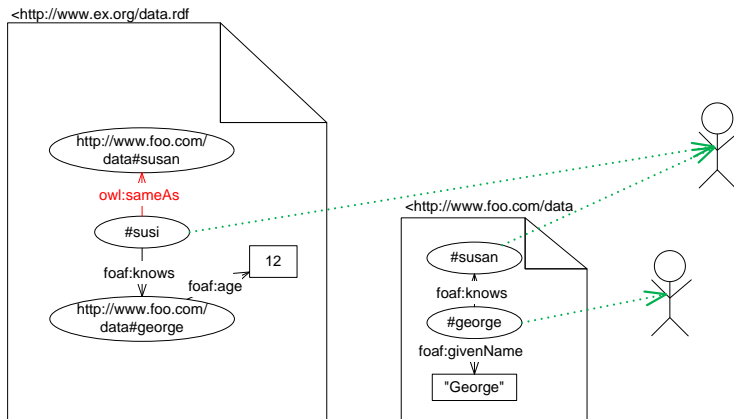 <http://www.ex.org/data.rdf
http://www.foo.com/
data#susan
owl:sameAs
#susi
foaf:knows
foaf:age
12
http://www.foo.com/
data#george
<http://www.foo.com/data
#susan
foaf:knows
#george
foaf:givenName
"George"